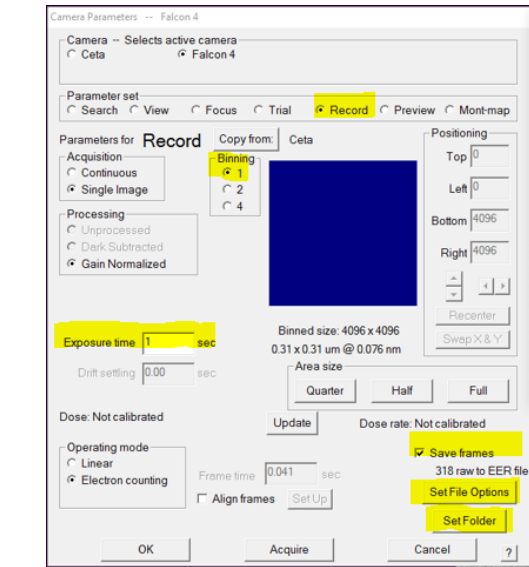 Camera Parameters -- Falcon 4
Camera -- Selects active camera
Ceta Falcon 4
Parameter set
Search View Focus Trial Record Preview Mont-map
Parameters for Record Copy from: Ceta
Positioning
Acquisition
Continuous
Single Image
Binning
1
2
4
Top 0
Left 0
Bottom 4096
Right 4096
Processing
Unprocessed
Dark Subtracted
Gain Normalized
Recenter
Swap X & Y
Exposure time 1 sec
Binned size: 4096 x 4096
0.31 x 0.31 um @ 0.076 nm
Drift settling 0.00 sec
Area size
Quarter Half Full
Dose: Not calibrated
Update
Dose rate: Not calibrated
Operating mode
Linear
Electron counting
Frame time 0.041 sec
Align frames Set Up
Save frames
318 raw to EER file
Set File Options
Set Folder
OK Acquire Cancel ?